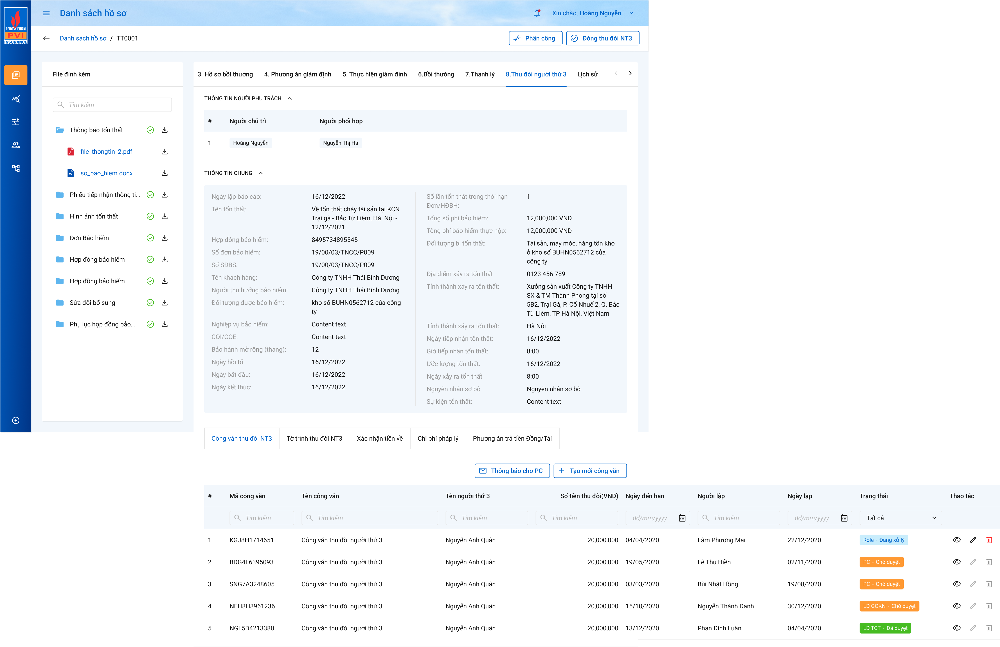 PETROVIETNAM
PVI
INSURANCE
Danh sách hồ sơ
Xin chào, Hoàng Nguyễn
Danh sách hồ sơ / TT0001
Phân công
Đóng thu đòi NT3
File đính kèm
Tìm kiếm
Thông báo tổn thất
file_thongtin_2.pdf
so_bao_hiem.docx
Phiếu tiếp nhận thông ti...
Hình ảnh tổn thất
Đơn Bảo hiểm
Hợp đồng bảo hiểm
Hợp đồng bảo hiểm
Sửa đổi bổ sung
Phụ lục hợp đồng bảo...
3. Hồ sơ bồi thường
4. Phương án giám định
5. Thực hiện giám định
6.Bồi thường
7.Thanh lý
8.Thu đòi người thứ 3
Lịch sử
THÔNG TIN NGƯỜI PHỤ TRÁCH
# Người chủ trì Người phối hợp
1 Hoàng Nguyễn Nguyễn Thị Hà
THÔNG TIN CHUNG
Ngày lập báo cáo: 16/12/2022
Tên tổn thất: Về tổn thất cháy tài sản tại KCN
Trại gà - Bắc Từ Liêm, Hà Nội -
12/12/2021
Hợp đồng bảo hiểm: 8495734895545
Số đơn bảo hiểm: 19/00/03/TNCC/P009
Số SĐBS: 19/00/03/TNCC/P009
Tên khách hàng: Công ty TNHH Thái Bình Dương
Người thụ hưởng bảo hiểm: Công ty TNHH Thái Bình Dương
Đối tượng được bảo hiểm: kho số BUHN0562712 của công
ty
Nghiệp vụ bảo hiểm: Content text
COI/COE: Content text
Bảo hành mở rộng (tháng): 12
Ngày hồi tố: 16/12/2022
Ngày bắt đầu: 16/12/2022
Ngày kết thúc: 16/12/2022
Số lần tổn thất trong thời hạn 1
Đơn/HĐBH:
Tổng số phí bảo hiểm: 12,000,000 VND
Tổng phí bảo hiểm thực nộp: 12,000,000 VND
Đối tượng bị tổn thất: Tài sản, máy móc, hàng tồn kho
ở kho số BUHN0562712 của
công ty
Địa điểm xảy ra tổn thất 0123 456 789
Tỉnh thành xảy ra tổn thất: Xưởng sản xuất Công ty TNHH
SX & TM Thành Phong tại số
5B2, Trại Gà, P. Cổ Nhuế 2, Q. Bắc
Từ Liêm, TP Hà Nội, Việt Nam
Tỉnh thành xảy ra tổn thất: Hà Nội
Ngày tiếp nhận tổn thất: 16/12/2022
Giờ tiếp nhận tổn thất: 8:00
Ước lượng tổn thất: 16/12/2022
Ngày xảy ra tổn thất 8:00
Nguyên nhân sơ bộ Nguyên nhân sơ bộ
Sự kiện tổn thất: Content text
Công văn thu đòi NT3
Tờ trình thu đòi NT3
Xác nhận tiền về
Chi phí pháp lý
Phương án trả tiền Đồng/Tái
Thông báo cho PC
Tạo mới công văn
# Mã công văn Tên công văn Tên người thứ 3 Số tiền thu đòi(VND) Ngày đến hạn Người lập Ngày lập Trạng thái Thao tác
Tìm kiếm Tìm kiếm Tìm kiếm Tìm kiếm dd/mm/yyyy Tìm kiếm dd/mm/yyyy Tất cả
1 KGJ8H1714651 Công văn thu đòi người thứ 3 Nguyễn Anh Quân 20,000,000 04/04/2020 Lâm Phương Mai 22/12/2020 Role - Đang xử lý
2 BDG4L6395093 Công văn thu đòi người thứ 3 Nguyễn Anh Quân 20,000,000 19/05/2020 Lê Thu Hiền 02/11/2020 PC - Chờ duyệt
3 SNG7A3248605 Công văn thu đòi người thứ 3 Nguyễn Anh Quân 20,000,000 03/03/2020 Bùi Nhật Hồng 19/08/2020 PC - Chờ duyệt
4 NEH8H8961236 Công văn thu đòi người thứ 3 Nguyễn Anh Quân 20,000,000 15/10/2020 Nguyễn Thành Danh 30/12/2020 LĐ GQKN - Chờ duyệt
5 NGL5D4213380 Công văn thu đòi người thứ 3 Nguyễn Anh Quân 20,000,000 13/12/2020 Phan Đình Luận 04/04/2020 LĐ TCT - Đã duyệt